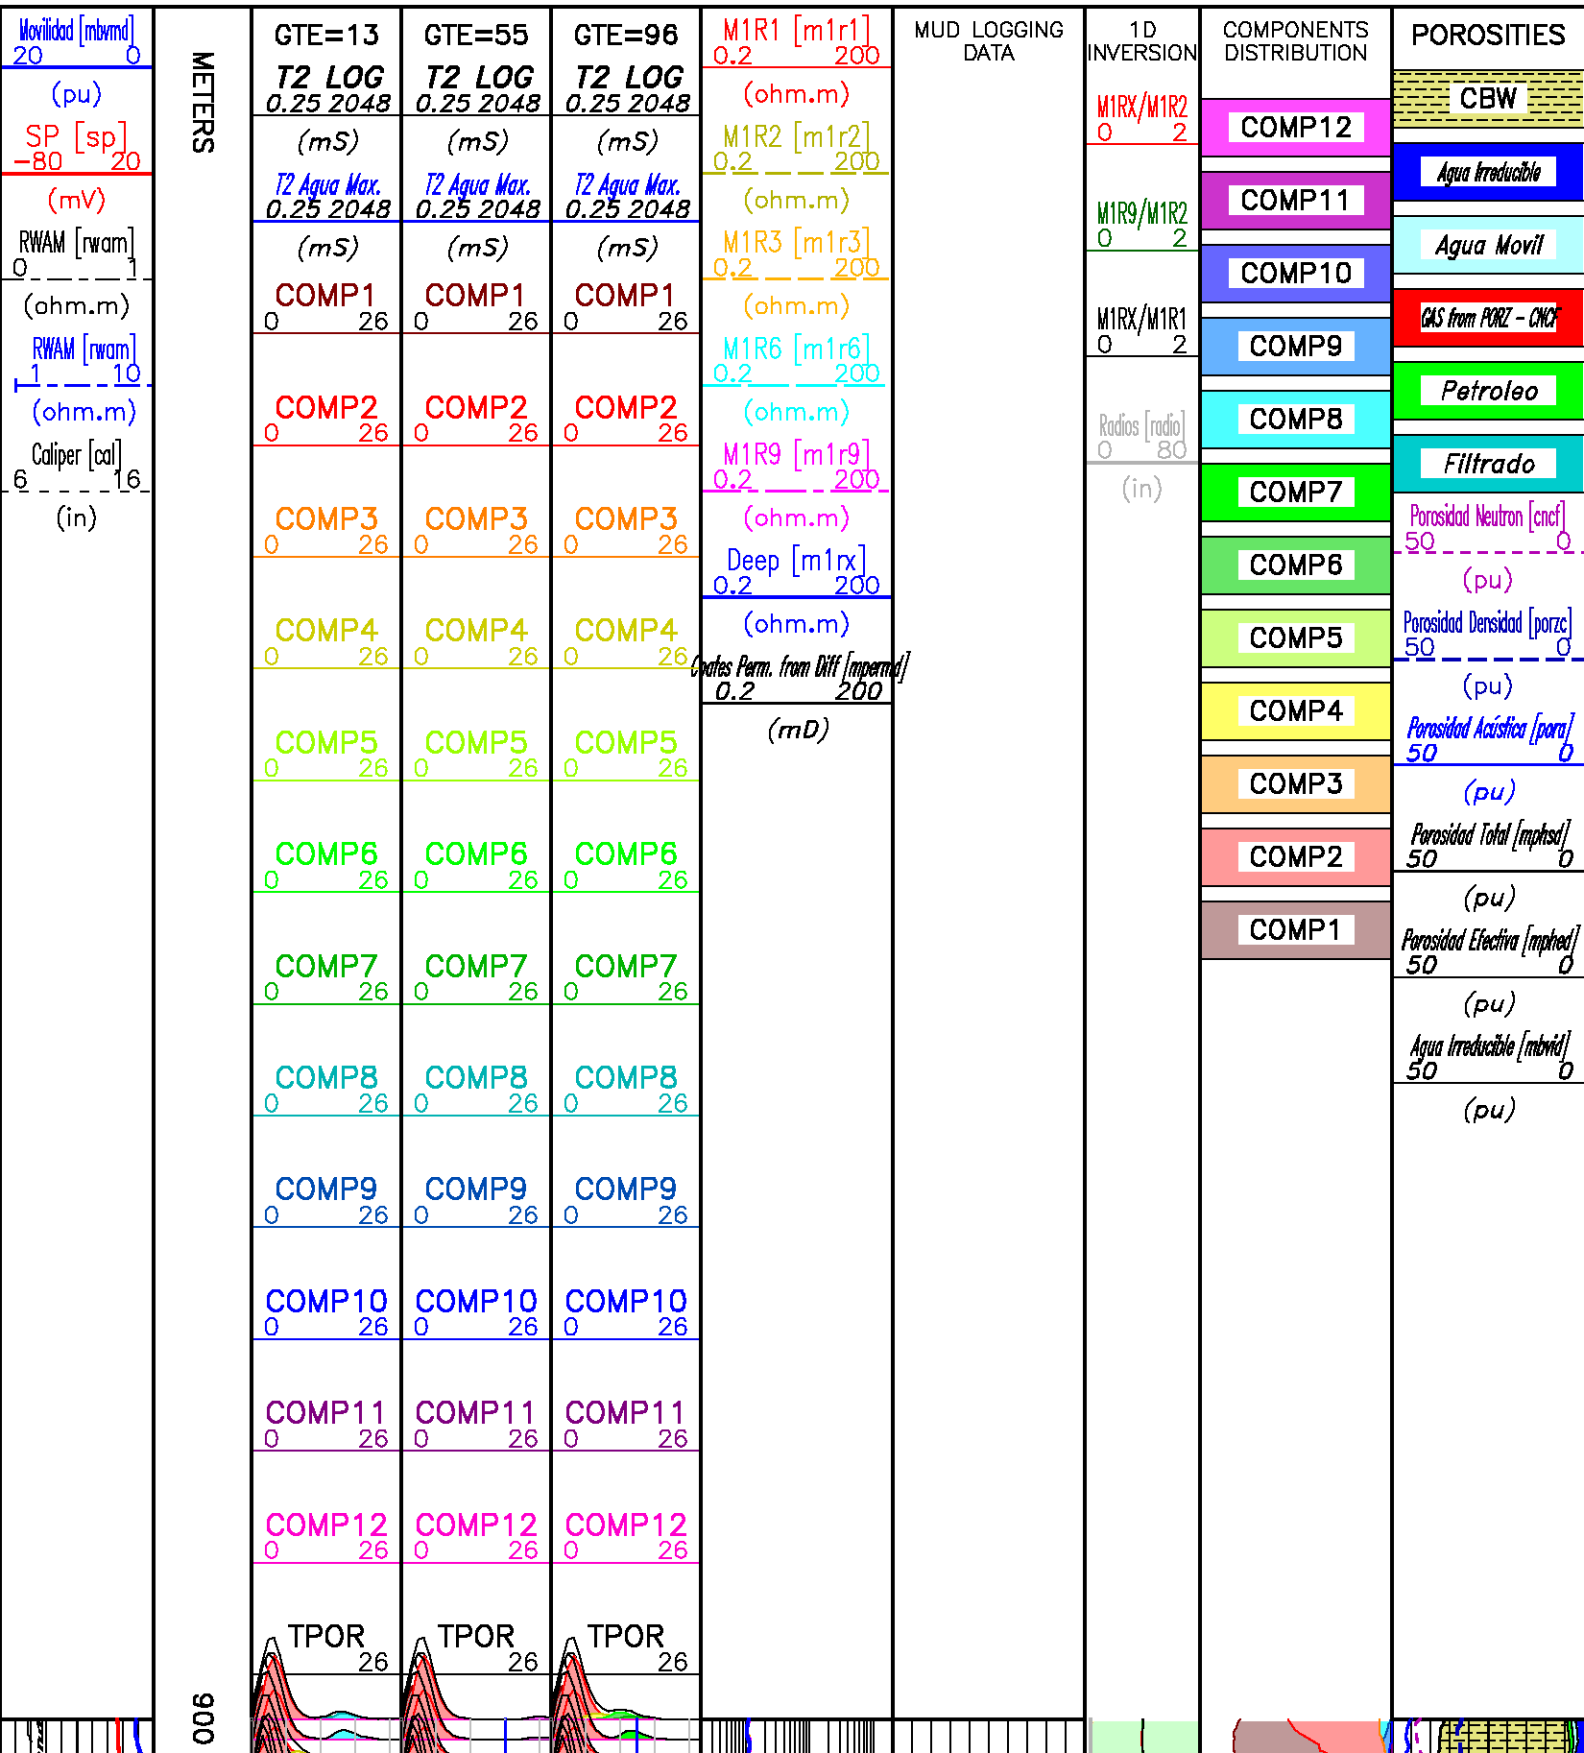 Movilidad [mbvmd]
20 0
(pu)
SP [sp]
-80 20
(mV)
RWAM [rwam]
0 1
(ohm.m)
RWAM [rwam]
1 10
(ohm.m)
Caliper [cal]
6 16
(in)
METERS
900
GTE=13
T2 LOG
0.25 2048
(mS)
T2 Agua Max.
0.25 2048
(mS)
COMP1
0 26
COMP2
0 26
COMP3
0 26
COMP4
0 26
COMP5
0 26
COMP6
0 26
COMP7
0 26
COMP8
0 26
COMP9
0 26
COMP10
0 26
COMP11
0 26
COMP12
0 26
TPOR
26
GTE=55
T2 LOG
0.25 2048
(mS)
T2 Agua Max.
0.25 2048
(mS)
COMP1
0 26
COMP2
0 26
COMP3
0 26
COMP4
0 26
COMP5
0 26
COMP6
0 26
COMP7
0 26
COMP8
0 26
COMP9
0 26
COMP10
0 26
COMP11
0 26
COMP12
0 26
TPOR
26
GTE=96
T2 LOG
0.25 2048
(mS)
T2 Agua Max.
0.25 2048
(mS)
COMP1
0 26
COMP2
0 26
COMP3
0 26
COMP4
0 26
COMP5
0 26
COMP6
0 26
COMP7
0 26
COMP8
0 26
COMP9
0 26
COMP10
0 26
COMP11
0 26
COMP12
0 26
TPOR
26
M1R1 [m1r1]
0.2 200
(ohm.m)
M1R2 [m1r2]
0.2 200
(ohm.m)
M1R3 [m1r3]
0.2 200
(ohm.m)
M1R6 [m1r6]
0.2 200
(ohm.m)
M1R9 [m1r9]
0.2 200
(ohm.m)
Deep [m1rx]
0.2 200
(ohm.m)
Coates Perm. from Diff [mpermd]
0.2 200
(mD)
MUD LOGGING
DATA
1D
INVERSION
M1RX/M1R2
0 2
M1R9/M1R2
0 2
M1RX/M1R1
0 2
Radios [radio]
0 80
(in)
COMPONENTS
DISTRIBUTION
COMP12
COMP11
COMP10
COMP9
COMP8
COMP7
COMP6
COMP5
COMP4
COMP3
COMP2
COMP1
POROSITIES
CBW
Agua Irreducible
Agua Movil
GAS from PORZ - CNCF
Petroleo
Filtrado
Porosidad Neutron [cncf]
50 0
(pu)
Porosidad Densidad [porzc]
50 0
(pu)
Porosidad Acústica [pora]
50 0
(pu)
Porosidad Total [mphsd]
50 0
(pu)
Porosidad Efectiva [mphed]
50 0
(pu)
Agua Irreducible [mbvid]
50 0
(pu)